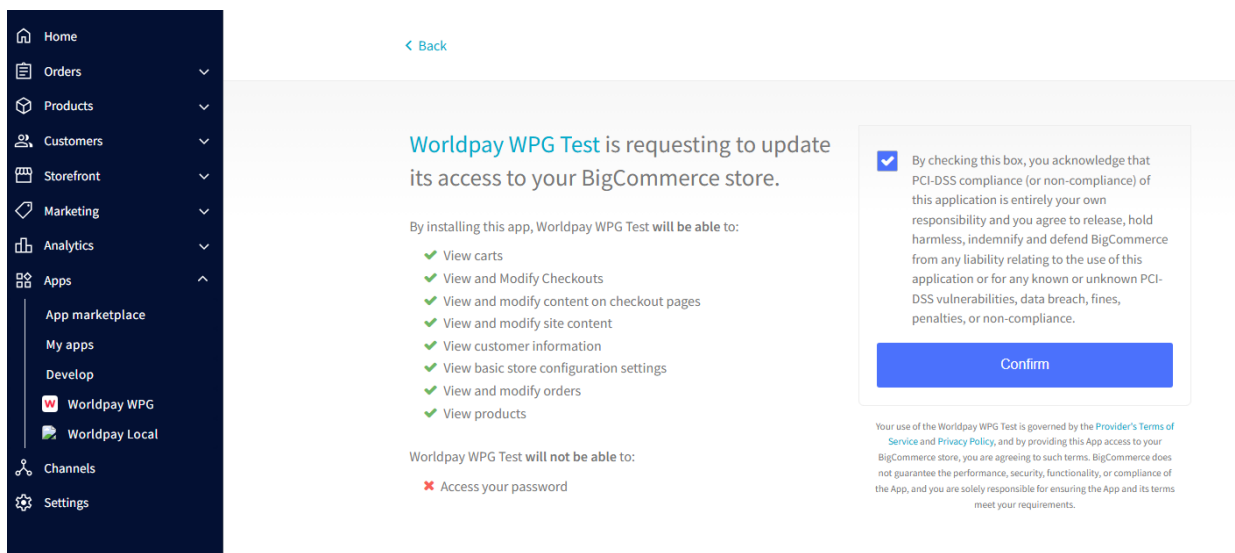 Home
Orders
Products
Customers
Storefront
Marketing
Analytics
Apps
App marketplace
My apps
Develop
W Worldpay WPG
Worldpay Local
Channels
Settings
Back
Worldpay WPG Test is requesting to update
its access to your BigCommerce store.
By installing this app, Worldpay WPG Test will be able to:
View carts
View and Modify Checkouts
View and modify content on checkout pages
View and modify site content
View customer information
View basic store configuration settings
View and modify orders
View products
Worldpay WPG Test will not be able to:
Access your password
By checking this box, you acknowledge that
PCI-DSS compliance (or non-compliance) of
this application is entirely your own
responsibility and you agree to release, hold
harmless, indemnify and defend BigCommerce
from any liability relating to the use of this
application or for any known or unknown PCI-
DSS vulnerabilities, data breach, fines,
penalties, or non-compliance.
Confirm
Your use of the Worldpay WPG Test is governed by the Provider's Terms of
Service and Privacy Policy, and by providing this App access to your
BigCommerce store, you are agreeing to such terms. BigCommerce does
not guarantee the performance, security, functionality, or compliance of
the App, and you are solely responsible for ensuring the App and its terms
meet your requirements.